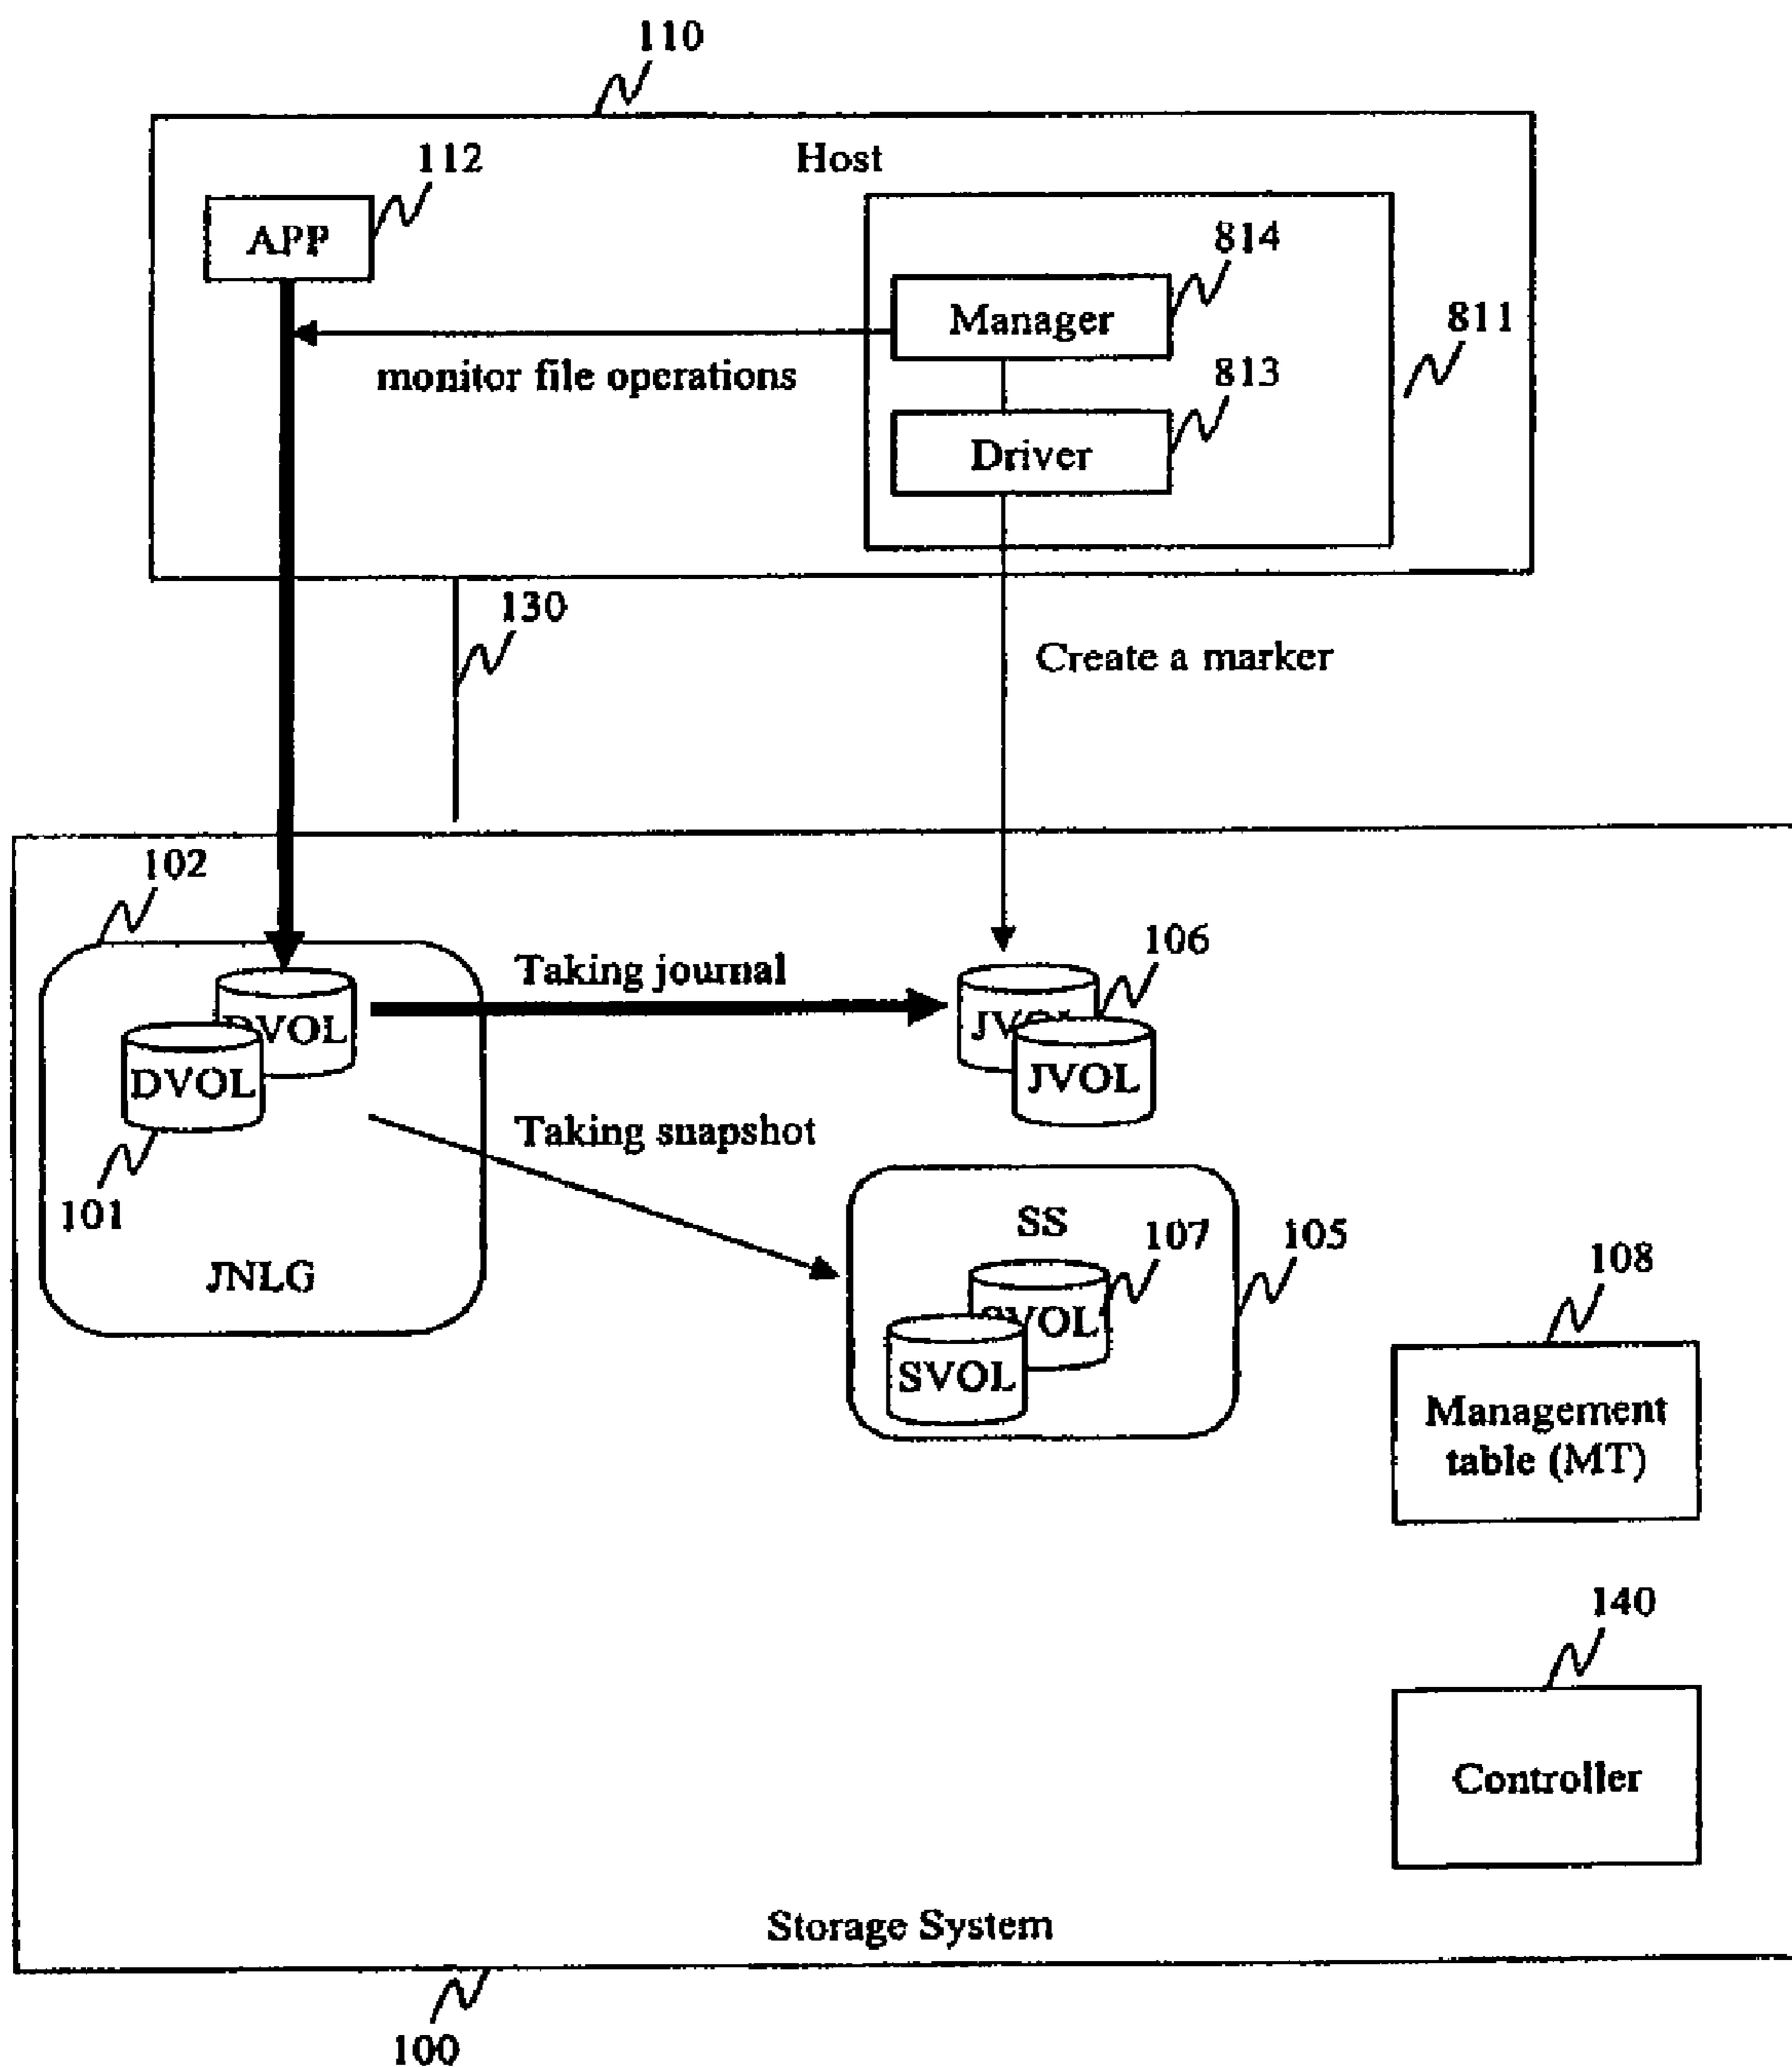 110
Host
112
APP
814
Manager
811
monitor file operations
813
Driver
130
Create a marker
102
106
Taking journal
DVOL
JVOL
DVOL
JVOL
Taking snapshot
101
SS
107
105
JNLG
108
SVOL
SVOL
Management
table (MT)
140
Controller
Storage System
100